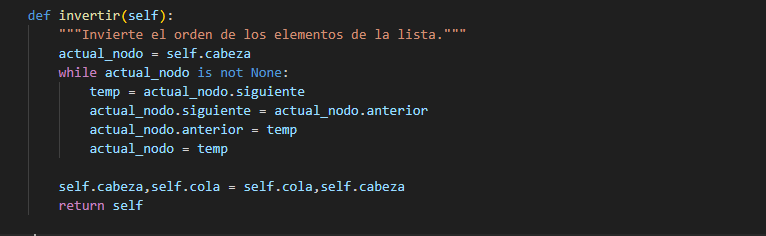 def invertir(self):
"""Invierte el orden de los elementos de la lista."""
actual_nodo = self.cabeza
while actual_nodo is not None:
temp = actual_nodo.siguiente
actual_nodo.siguiente = actual_nodo.anterior
actual_nodo.anterior = temp
actual_nodo = temp
self.cabeza,self.cola = self.cola,self.cabeza
return self